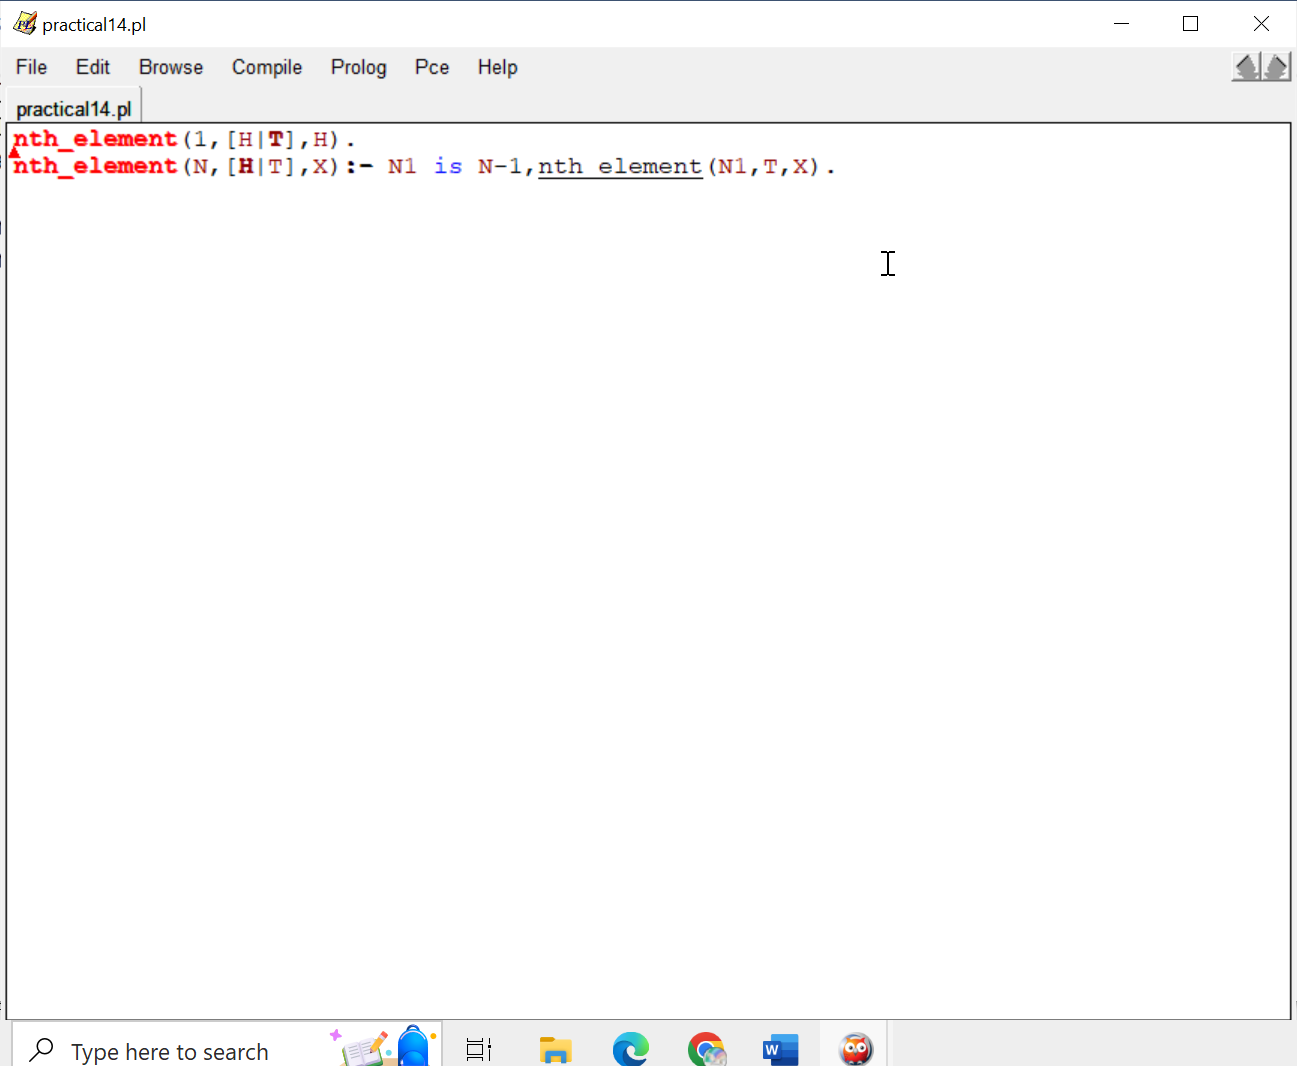 practical14.pl
File Edit Browse Compile Prolog Pce Help
practical14.pl
nth_element(1,[H|T],H).
nth_element(N,[H|T],X):- N1 is N-1,nth_element(N1,T,X).
Type here to search